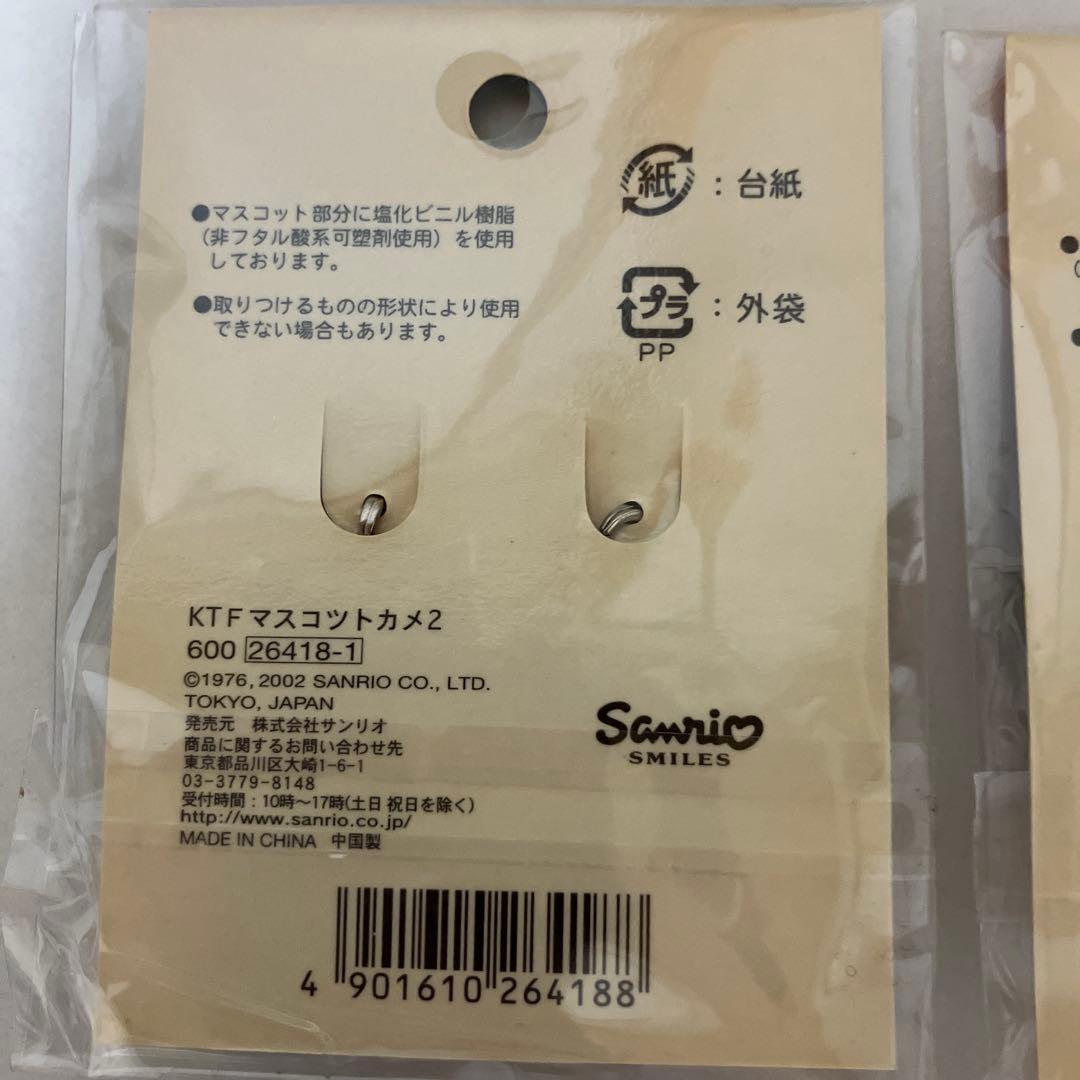 紙：台紙
●マスコット部分に塩化ビニル樹脂
（非フタル酸系可塑剤使用）を使用
しております。
●取りつけるものの形状により使用
できない場合もあります。
プラ：外袋
PP
KTFマスコツトカメ2
600 26418-1
©1976, 2002 SANRIO CO., LTD.
TOKYO, JAPAN
発売元　株式会社サンリオ
商品に関するお問い合わせ先
東京都品川区大崎1-6-1
03-3779-8148
受付時間：10時～17時(土日 祝日を除く)
http://www.sanrio.co.jp/
MADE IN CHINA　中国製
Sanrio
SMILES
4 901610 264188